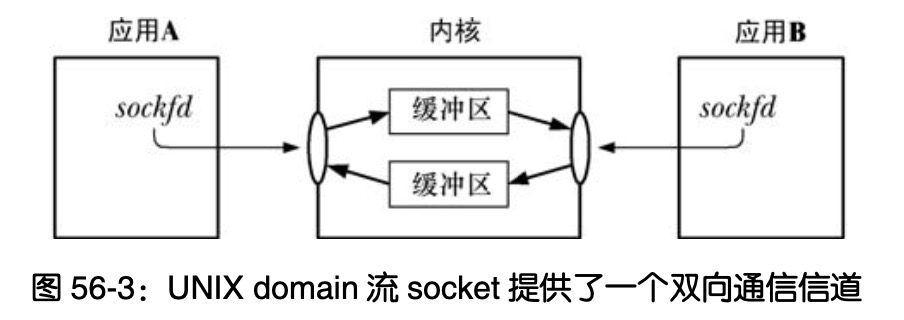 应用A
内核
应用B
sockfd
缓冲区
sockfd
缓冲区
图 56-3：UNIX domain 流 socket 提供了一个双向通信信道